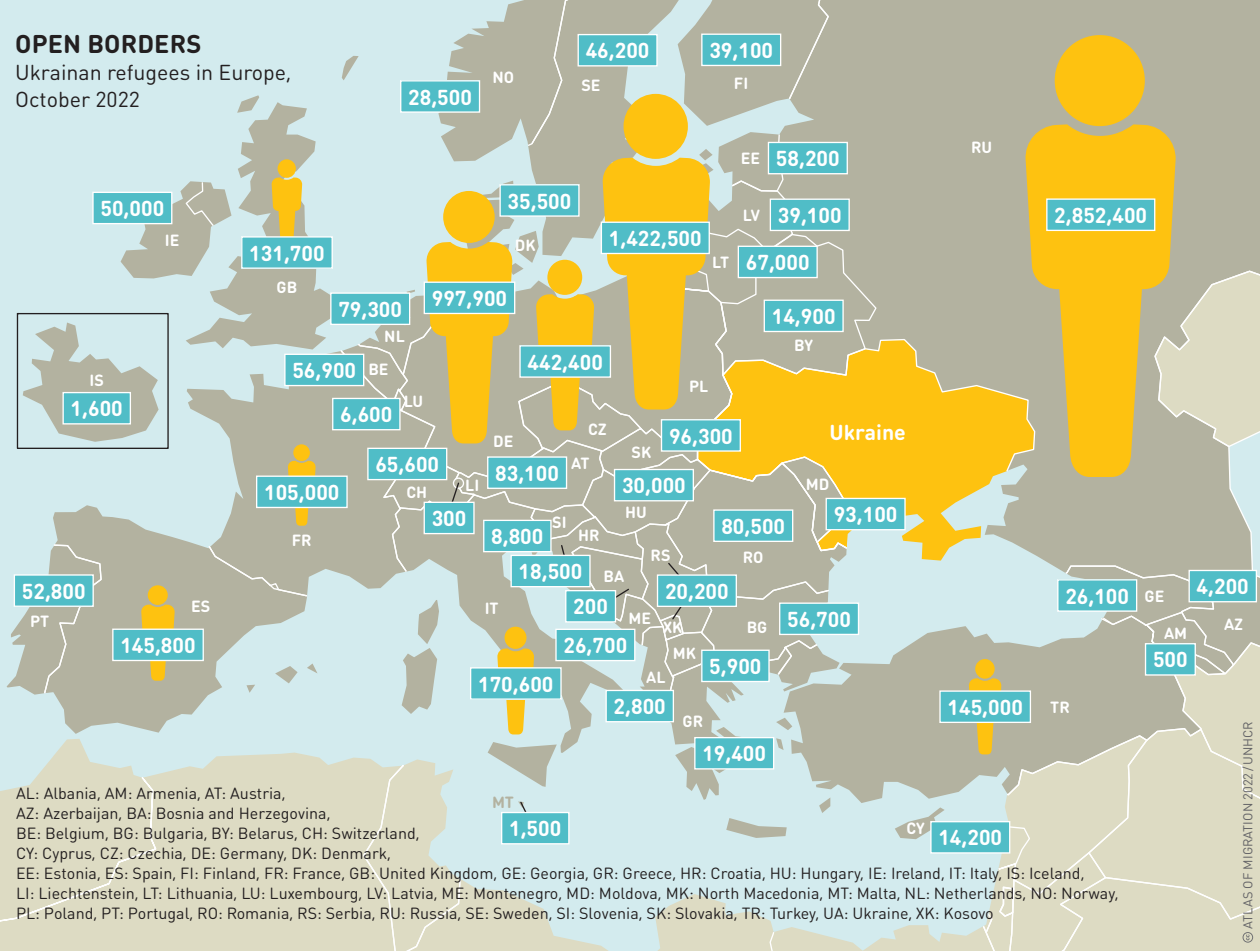 OPEN BORDERS
Ukrainan refugees in Europe,
October 2022
NO
28,500
46,200
SE
39,100
FI
RU
2,852,400
EE
58,200
50,000
IE
131,700
GB
35,500
DK
1,422,500
LV
39,100
LT
67,000
79,300
NL
997,900
14,900
BY
IS
1,600
56,900
BE
442,400
PL
6,600
LU
DE
CZ
96,300
SK
Ukraine
65,600
CH
LI
83,100
AT
30,000
HU
MD
93,100
105,000
FR
300
8,800
SI
HR
80,500
RO
18,500
BA
RS
52,800
PT
ES
145,800
IT
200
20,200
ME
XK
BG
56,700
26,100
GE
4,200
AZ
AM
500
26,700
MK
5,900
170,600
AL
2,800
GR
19,400
145,000
TR
MT
1,500
CY
14,200
AL: Albania, AM: Armenia, AT: Austria,
AZ: Azerbaijan, BA: Bosnia and Herzegovina,
BE: Belgium, BG: Bulgaria, BY: Belarus, CH: Switzerland,
CY: Cyprus, CZ: Czechia, DE: Germany, DK: Denmark,
EE: Estonia, ES: Spain, FI: Finland, FR: France, GB: United Kingdom, GE: Georgia, GR: Greece, HR: Croatia, HU: Hungary, IE: Ireland, IT: Italy, IS: Iceland,
LI: Liechtenstein, LT: Lithuania, LU: Luxembourg, LV: Latvia, ME: Montenegro, MD: Moldova, MK: North Macedonia, MT: Malta, NL: Netherlands, NO: Norway,
PL: Poland, PT: Portugal, RO: Romania, RS: Serbia, RU: Russia, SE: Sweden, SI: Slovenia, SK: Slovakia, TR: Turkey, UA: Ukraine, XK: Kosovo
ATLAS OF MIGRATION 2022/UNHCR